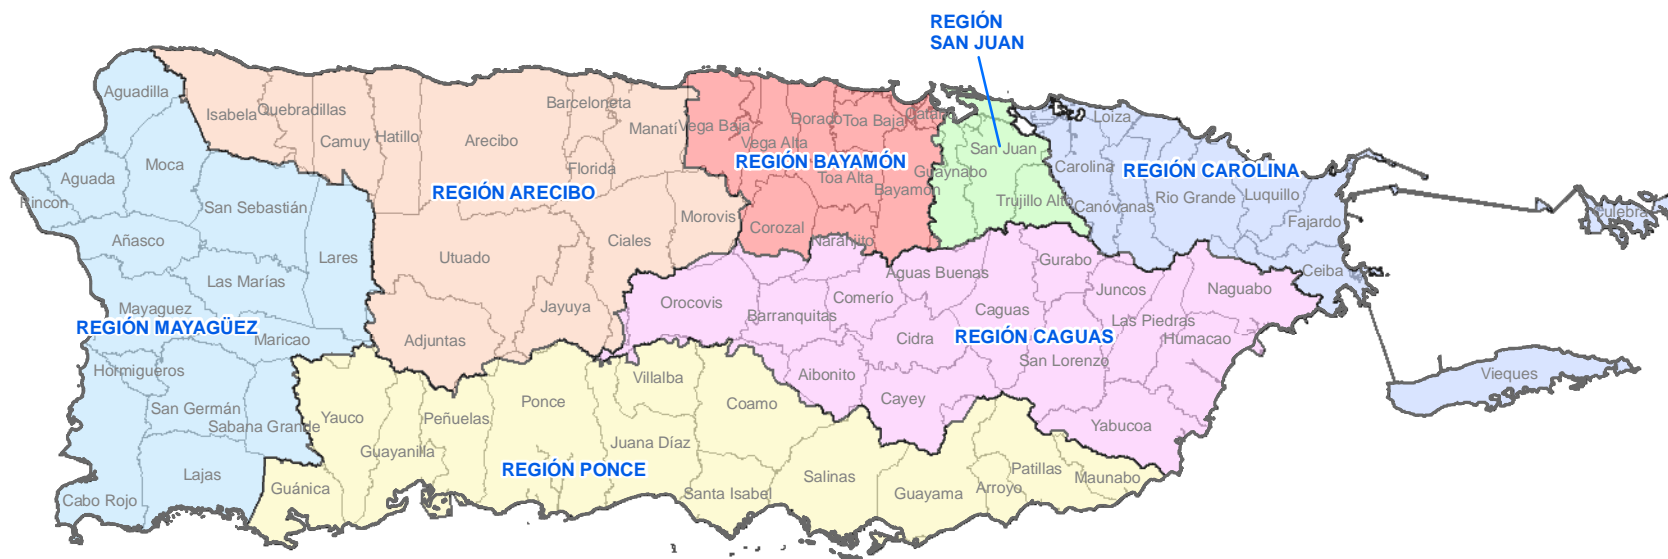 REGIÓN
SAN JUAN
Aguadilla
Isabela
Quebradillas
Camuy
Hatillo
Arecibo
Barceloneta
Manatí
Florida
Vega Baja
Vega Alta
Dorado
Toa Baja
Cataño
San Juan
Loiza
Moca
REGIÓN ARECIBO
REGIÓN BAYAMÓN
Toa Alta
Bayamón
Guaynabo
Trujillo Alto
Carolina
REGIÓN CAROLINA
Canóvanas
Rio Grande
Luquillo
Fajardo
Culebra
Ceiba
Aguada
Rincón
San Sebastián
Añasco
Lares
Las Marías
Mayaguez
REGIÓN MAYAGÜEZ
Maricao
Hormigueros
San Germán
Sabana Grande
Lajas
Cabo Rojo
Utuado
Ciales
Morovis
Corozal
Naranjito
Jayuya
Adjuntas
Orocovis
Barranquitas
Comerío
Aguas Buenas
Gurabo
Caguas
Juncos
Naguabo
Las Piedras
Humacao
Cidra
REGIÓN CAGUAS
San Lorenzo
Aibonito
Cayey
Yabucoa
Vieques
Yauco
Guayanilla
Peñuelas
Ponce
Villalba
Juana Díaz
Coamo
REGIÓN PONCE
Guánica
Santa Isabel
Salinas
Guayama
Arroyo
Patillas
Maunabo